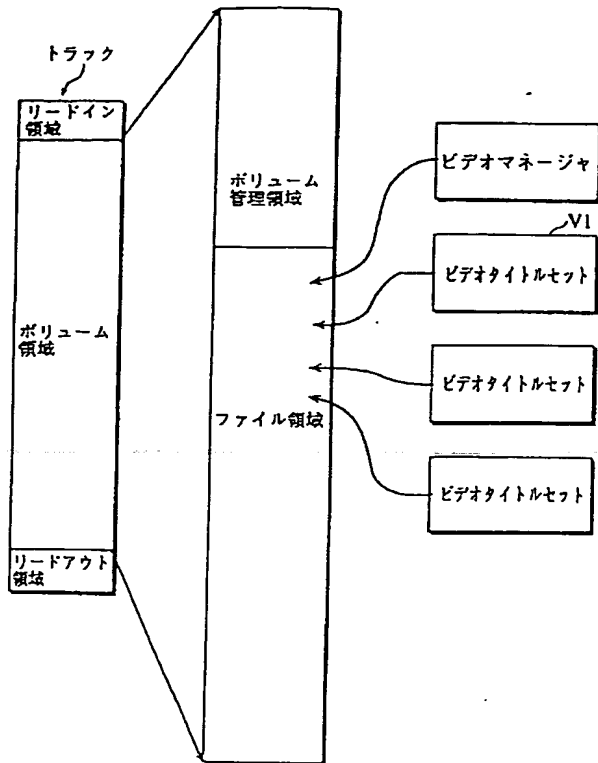 トラック
リードイン
領域
ボリューム
領域
リードアウト
領域
ボリューム
管理領域
ファイル領域
ビデオマネージャ
V1
ビデオタイトルセット
ビデオタイトルセット
ビデオタイトルセット